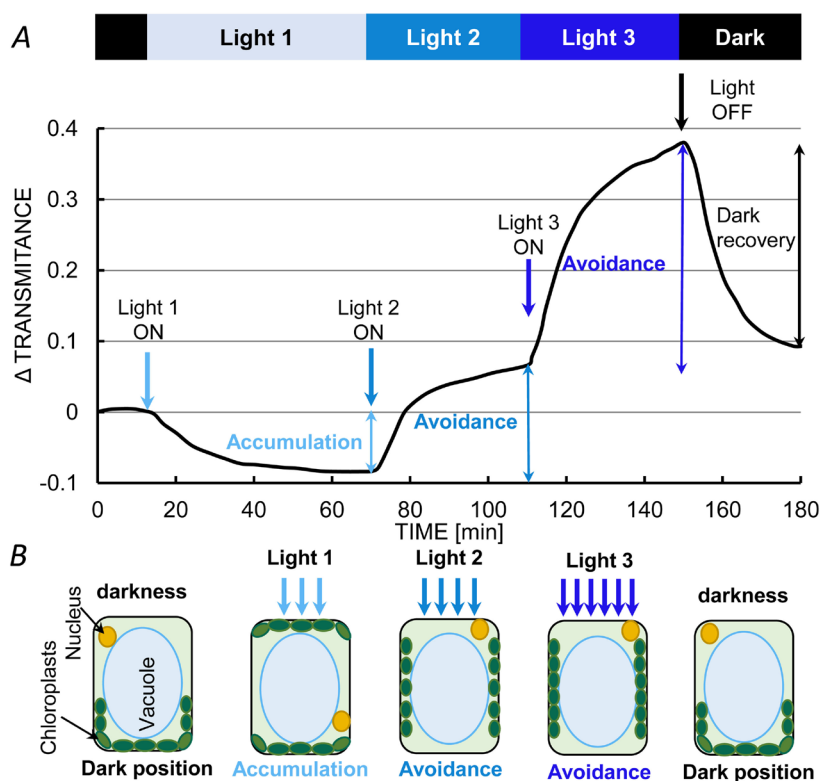 A
Light 1
Light 2
Light 3
Dark
Light
OFF
0.4
0.3
0.2
0.1
0
-0.1
Δ TRANSMITANCE
Light 1
ON
Light 2
ON
Light 3
ON
Accumulation
Avoidance
Avoidance
Dark
recovery
0
20
40
60
80
100
120
140
160
180
TIME [min]
B
darkness
Light 1
Light 2
Light 3
darkness
Nucleus
Chloroplasts
Vacuole
Dark position
Accumulation
Avoidance
Avoidance
Dark position